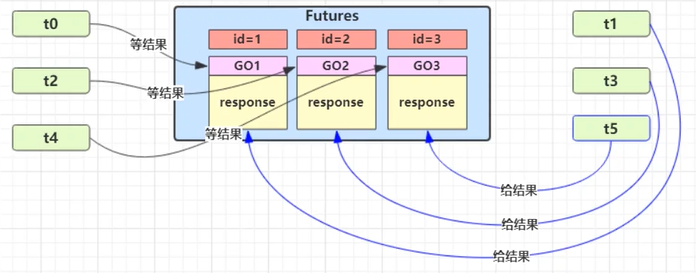 Futures
t0
t2
t4
等结果
等结果
等结果
id=1
id=2
id=3
GO1
GO2
GO3
response
response
response
t1
t3
t5
给结果
给结果
给结果